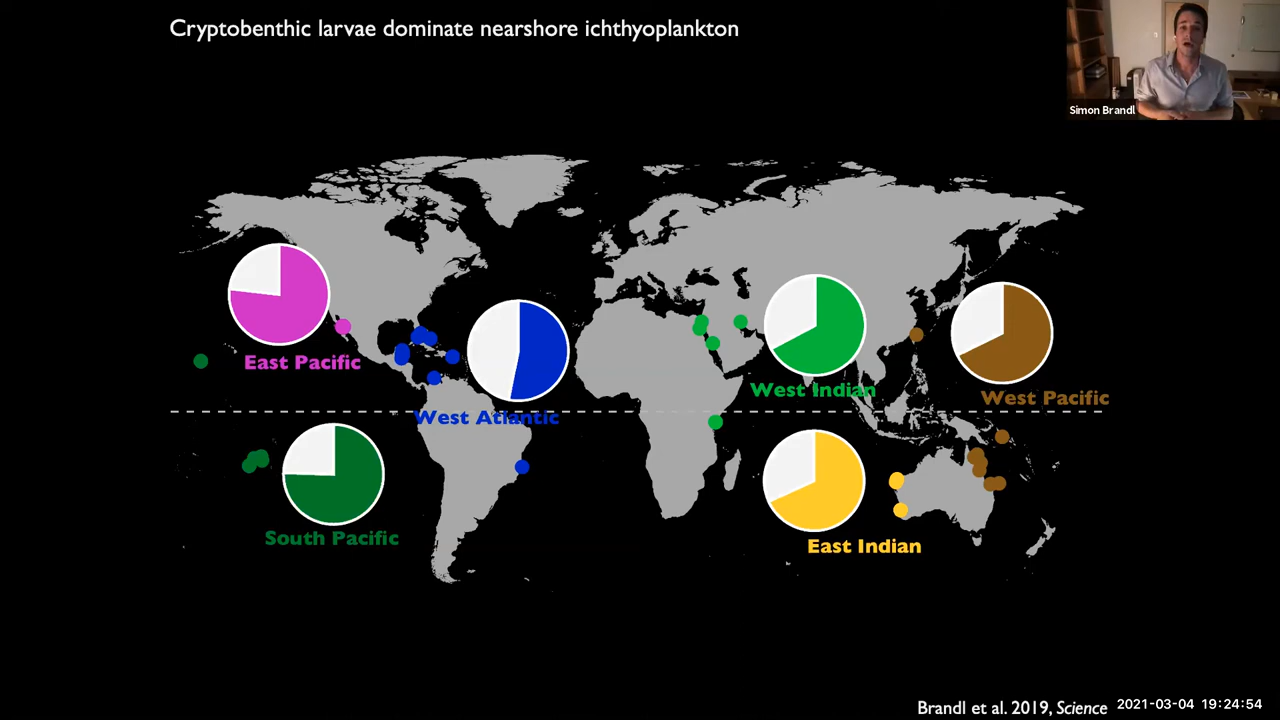 Cryptobenthic larvae dominate nearshore ichthyoplankton
Simon Brandl
East Pacific
West Atlantic
West Indian
West Pacific
South Pacific
East Indian
Brandl et al. 2019, Science
2021-03-04 19:24:54